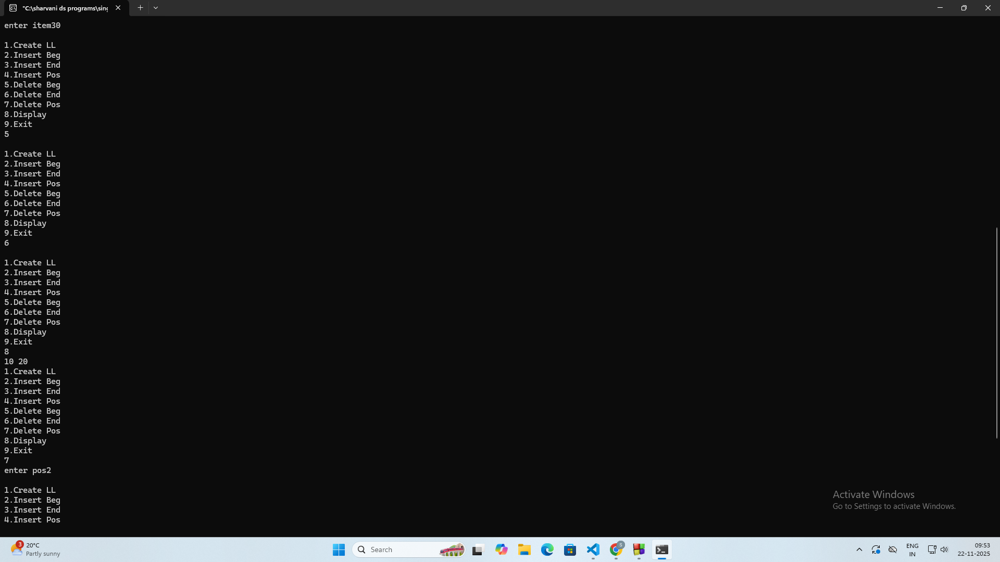 "C:\sharvani ds programs\sing
enter item30
1.Create LL
2.Insert Beg
3.Insert End
4.Insert Pos
5.Delete Beg
6.Delete End
7.Delete Pos
8.Display
9.Exit
5
1.Create LL
2.Insert Beg
3.Insert End
4.Insert Pos
5.Delete Beg
6.Delete End
7.Delete Pos
8.Display
9.Exit
6
1.Create LL
2.Insert Beg
3.Insert End
4.Insert Pos
5.Delete Beg
6.Delete End
7.Delete Pos
8.Display
9.Exit
8
10 20
1.Create LL
2.Insert Beg
3.Insert End
4.Insert Pos
5.Delete Beg
6.Delete End
7.Delete Pos
8.Display
9.Exit
7
enter pos2
1.Create LL
2.Insert Beg
3.Insert End
4.Insert Pos
Activate Windows
Go to Settings to activate Windows.
3
20°C
Partly sunny
Search
S
ENG
IN
09:53
22-11-2025